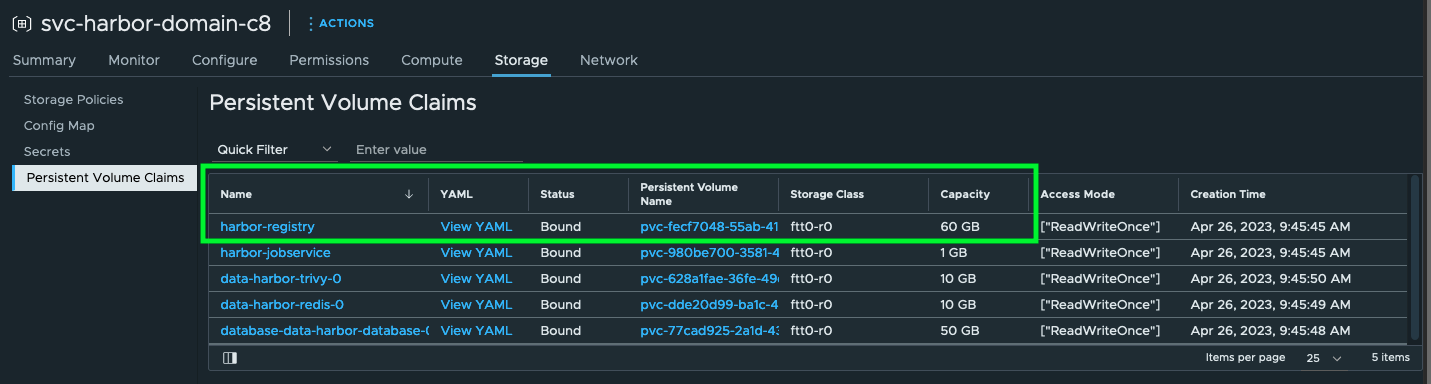 svc-harbor-domain-c8 ACTIONS
Summary Monitor Configure Permissions Compute Storage Network
Storage Policies
Config Map
Secrets
Persistent Volume Claims
Persistent Volume Claims
Quick Filter Enter value
Name YAML Status Persistent Volume Name Storage Class Capacity Access Mode Creation Time
harbor-registry View YAML Bound pvc-fecf7048-55ab-41 ftt0-r0 60 GB ["ReadWriteOnce"] Apr 26, 2023, 9:45:45 AM
harbor-jobservice View YAML Bound pvc-980be700-3581-4 ftt0-r0 1 GB ["ReadWriteOnce"] Apr 26, 2023, 9:45:45 AM
data-harbor-trivy-0 View YAML Bound pvc-628a1fae-36fe-49 ftt0-r0 10 GB ["ReadWriteOnce"] Apr 26, 2023, 9:45:50 AM
data-harbor-redis-0 View YAML Bound pvc-dde20d99-ba1c-4 ftt0-r0 10 GB ["ReadWriteOnce"] Apr 26, 2023, 9:45:49 AM
database-data-harbor-database-0 View YAML Bound pvc-77cad925-2a1d-43 ftt0-r0 50 GB ["ReadWriteOnce"] Apr 26, 2023, 9:45:48 AM
Items per page 25 5 items